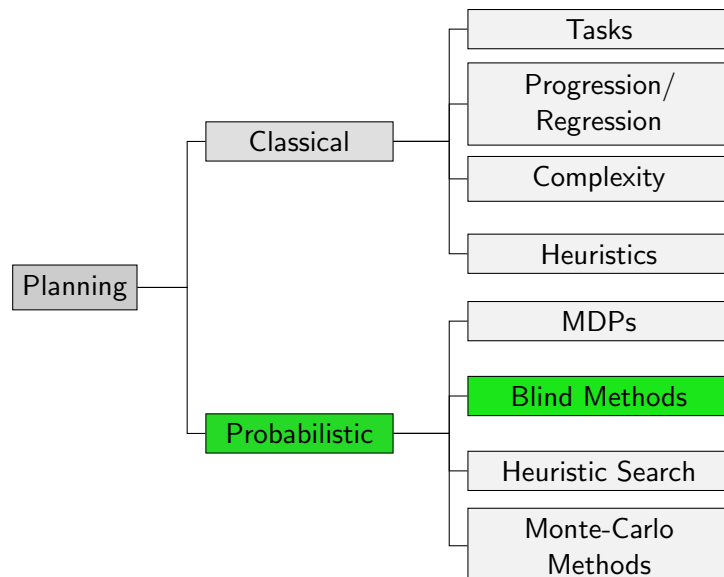 Tasks
Progression/
Regression
Classical
Complexity
Heuristics
Planning
MDPs
Blind Methods
Probabilistic
Heuristic Search
Monte-Carlo
Methods